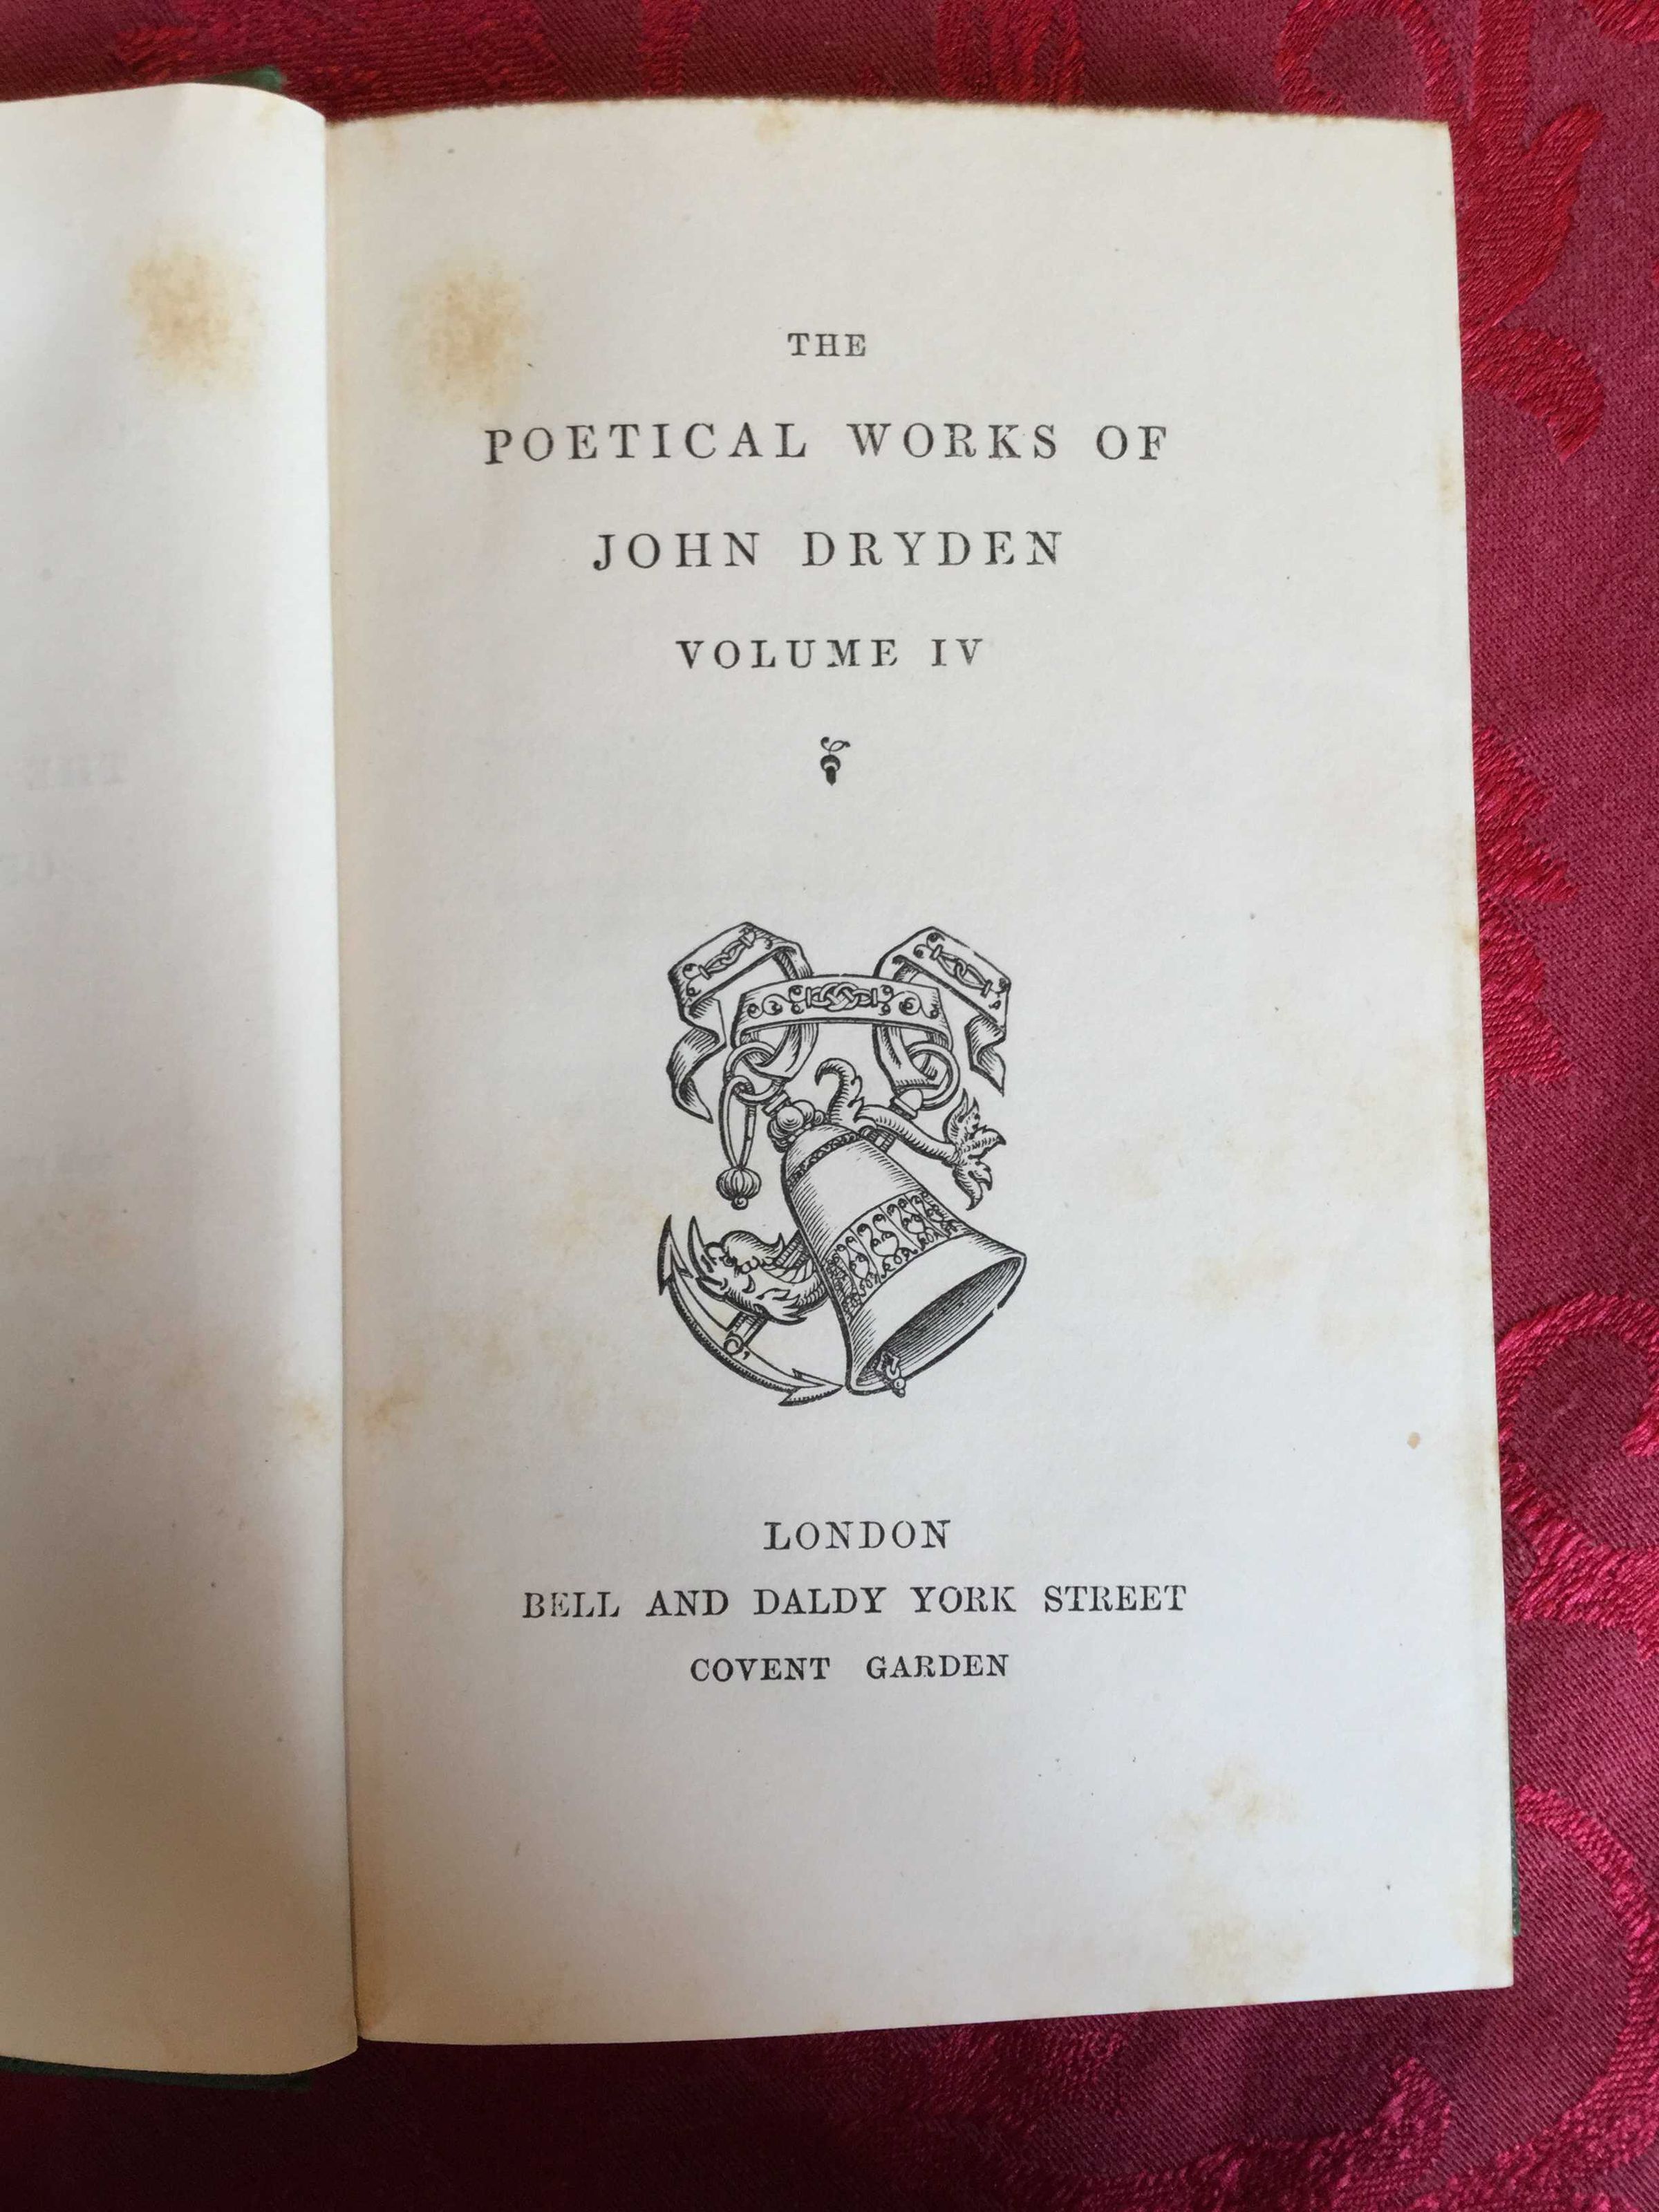 THE
POETICAL WORKS OF
JOHN DRYDEN
VOLUME IV
LONDON
BELL AND DALDY YORK STREET
COVENT GARDEN